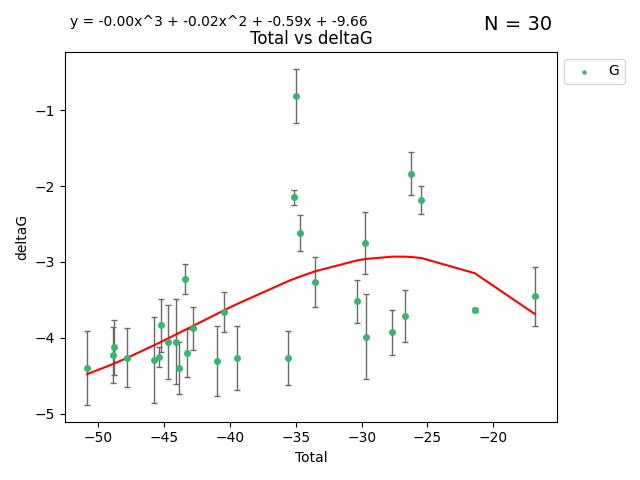 y = -0.00x^3 + -0.02x^2 + -0.59x + -9.66
N = 30
Total vs deltaG
G
−1
−2
−3
−4
−5
deltaG
−50 −45 −40 −35 −30 −25 −20
Total